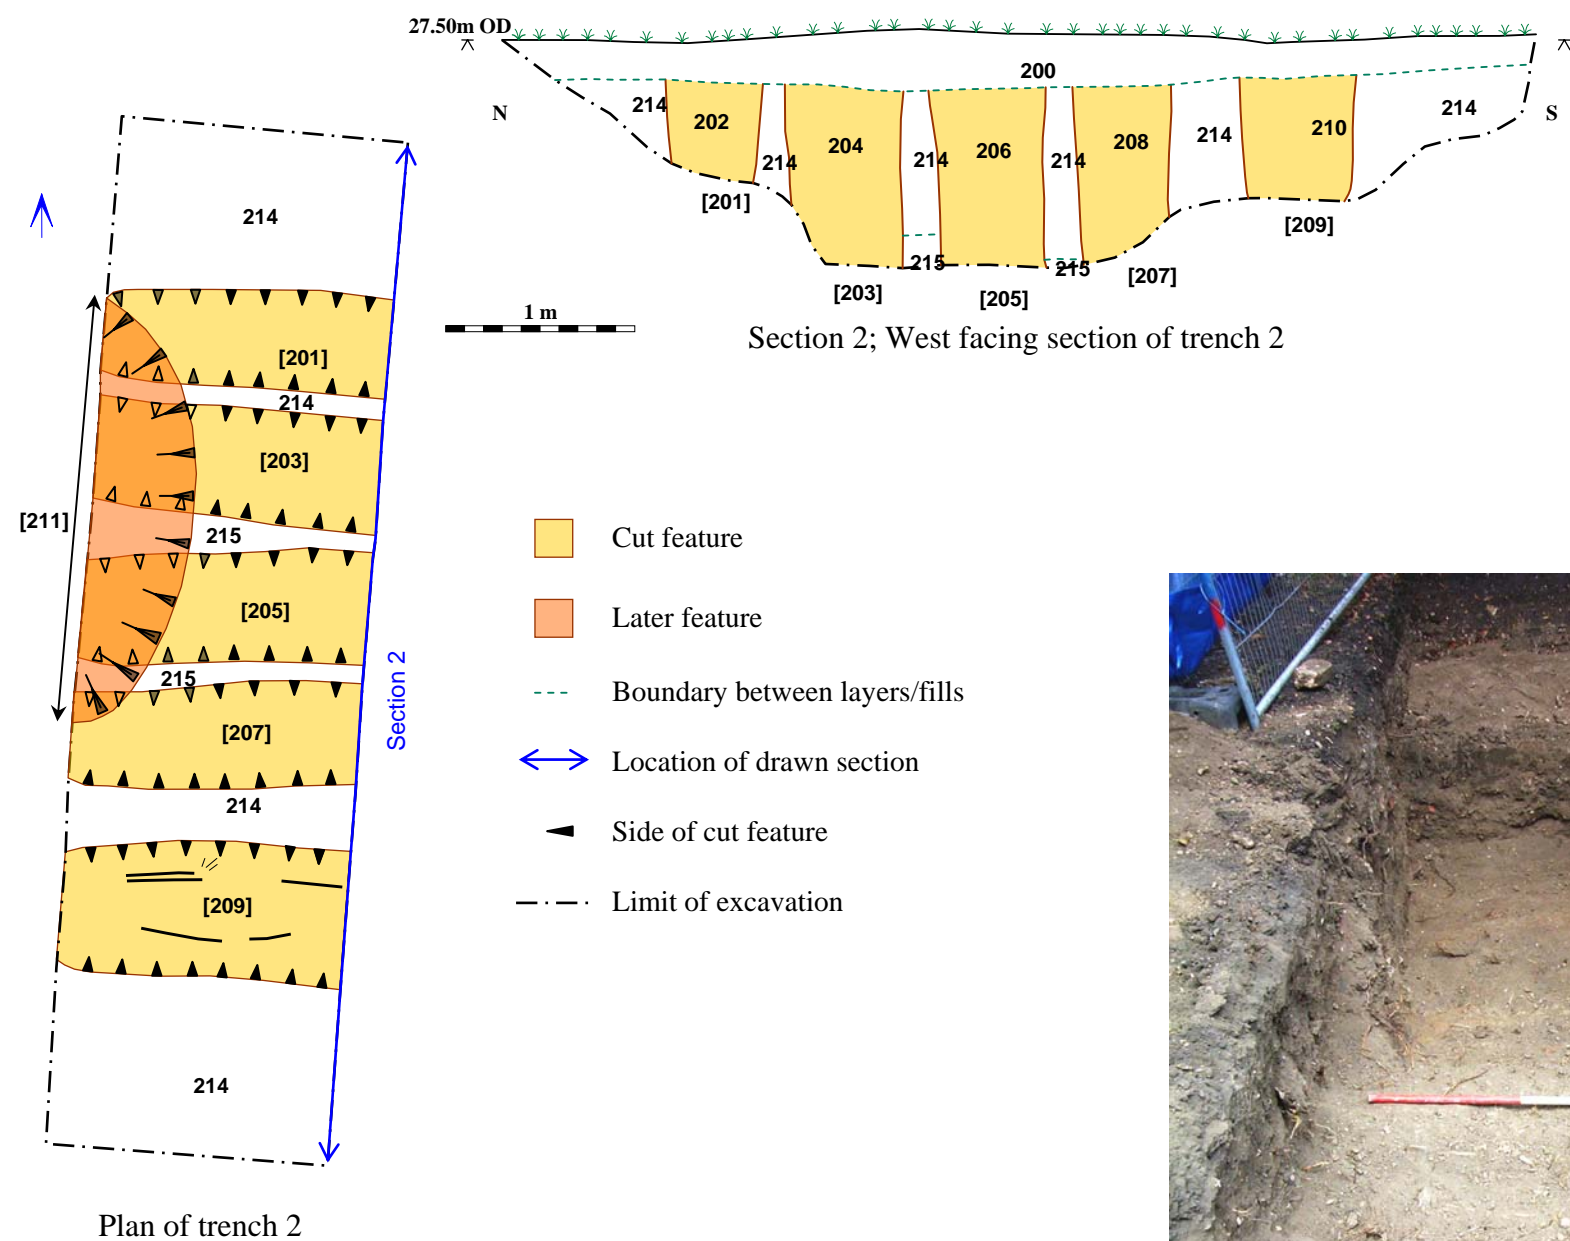 27.50m OD
200
N
S
214
202
204
214
214
206
214
208
214
210
214
[201]
215
215
[203]
[205]
[207]
[209]
1 m
Section 2; West facing section of trench 2
214
[201]
214
[203]
[211]
215
[205]
215
[207]
214
[209]
214
Section 2
Plan of trench 2
Cut feature
Later feature
Boundary between layers/fills
Location of drawn section
Side of cut feature
Limit of excavation